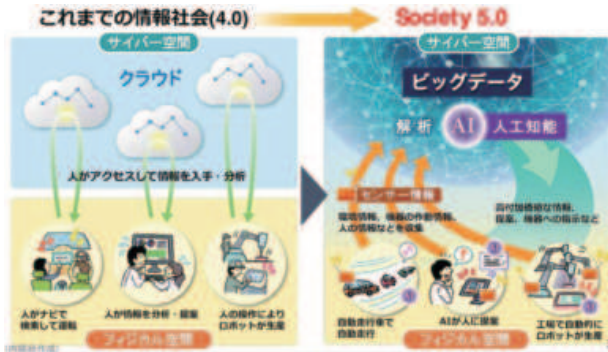 これまでの情報社会(4.0)
Society 5.0
サイバー空間
クラウド
人がアクセスして情報を入手・分析
人がナビで
検索して運転
人が情報を分析・提案
人の操作により
ロボットが生産
フィジカル空間
サイバー空間
ビッグデータ
解析 AI 人工知能
センサー情報
環境情報、機器の作動情報、
人の情報などを収集
高付加価値な情報、
提案、機器への指示など
自動走行車で
自動走行
AIが人に提案
工場で自動的に
ロボットが生産
フィジカル空間